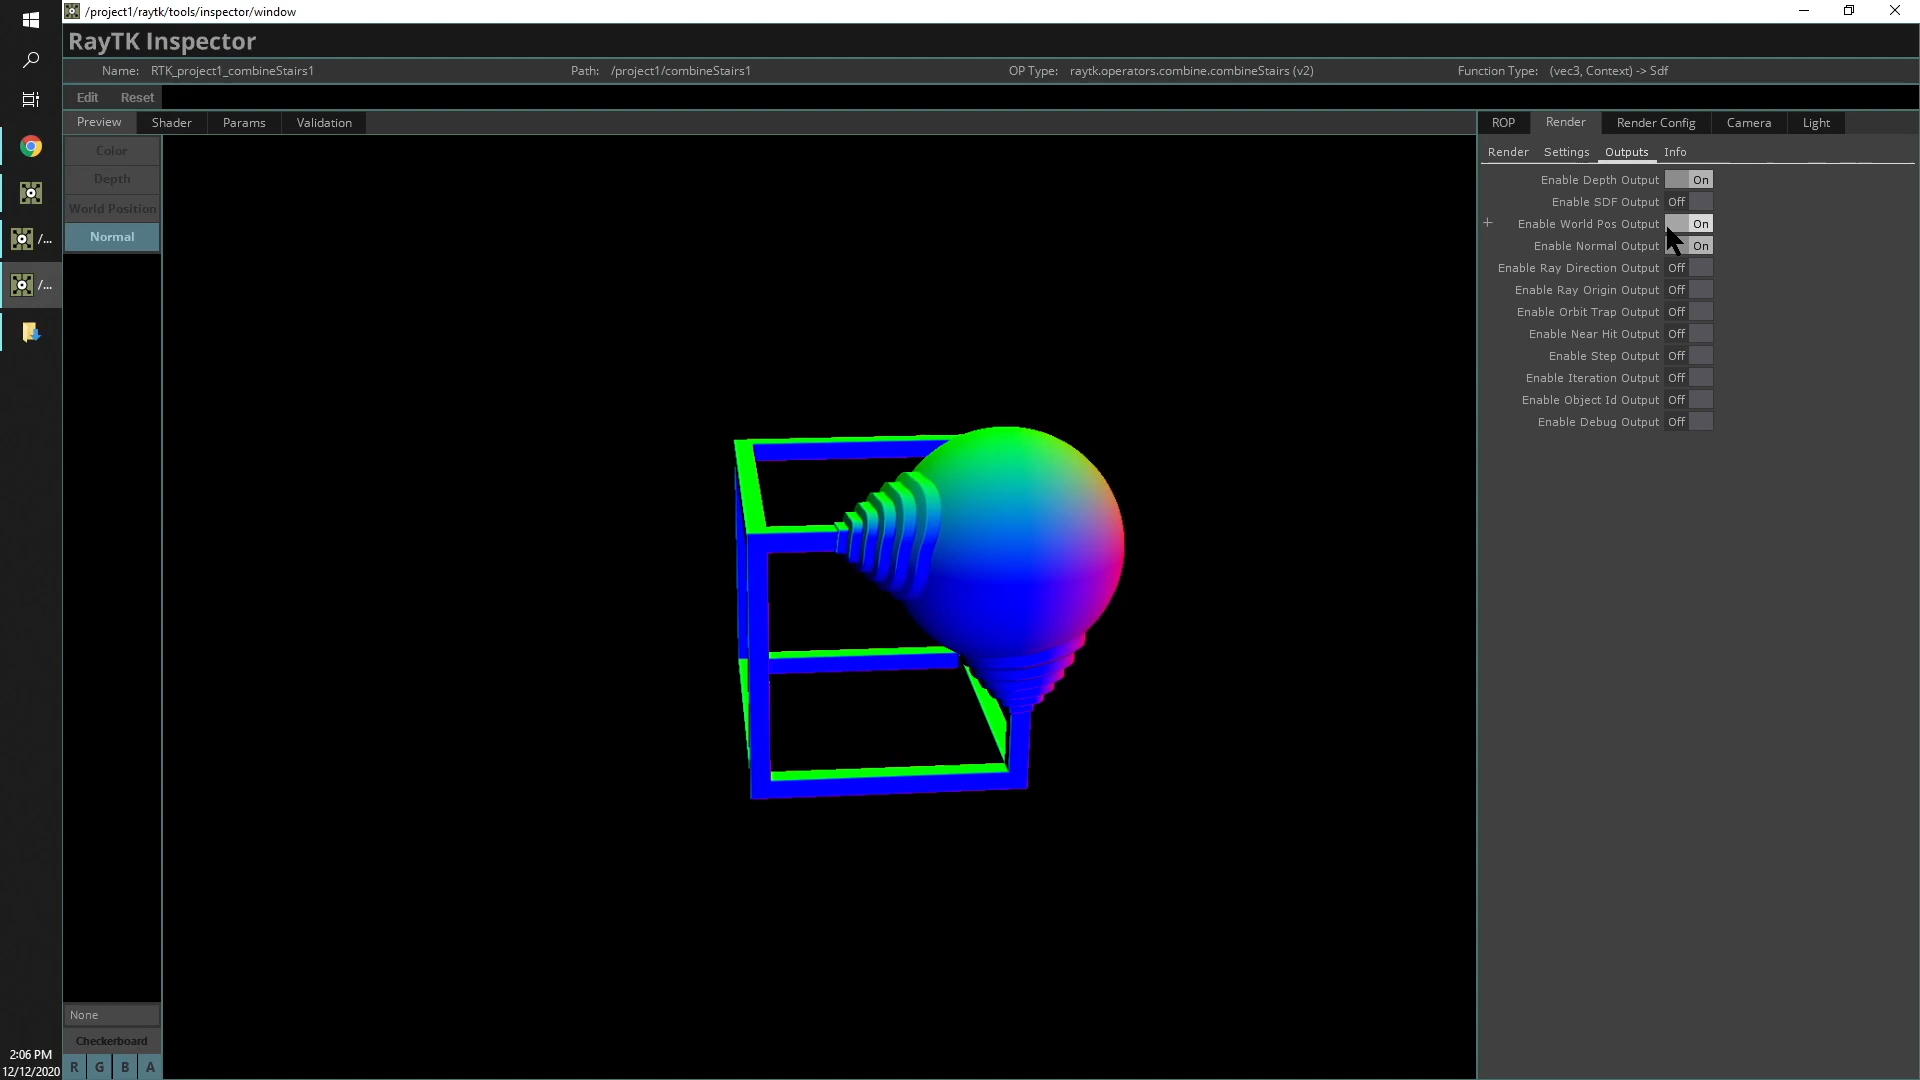 /project1/raytk/tools/inspector/window
RayTK Inspector
Name: RTK_project1_combineStairs1 Path: /project1/combineStairs1 OP Type: raytk.operators.combine.combineStairs (v2) Function Type: (vec3, Context) -> Sdf
Edit Reset
Preview Shader Params Validation ROP Render Render Config Camera Light
Color
Depth
World Position
Normal
Render Settings Outputs Info
Enable Depth Output On
Enable SDF Output Off
+ Enable World Pos Output On
Enable Normal Output On
Enable Ray Direction Output Off
Enable Ray Origin Output Off
Enable Orbit Trap Output Off
Enable Near Hit Output Off
Enable Step Output Off
Enable Iteration Output Off
Enable Object Id Output Off
Enable Debug Output Off
/...
/...
None
Checkerboard
R G B A
2:06 PM
12/12/2020